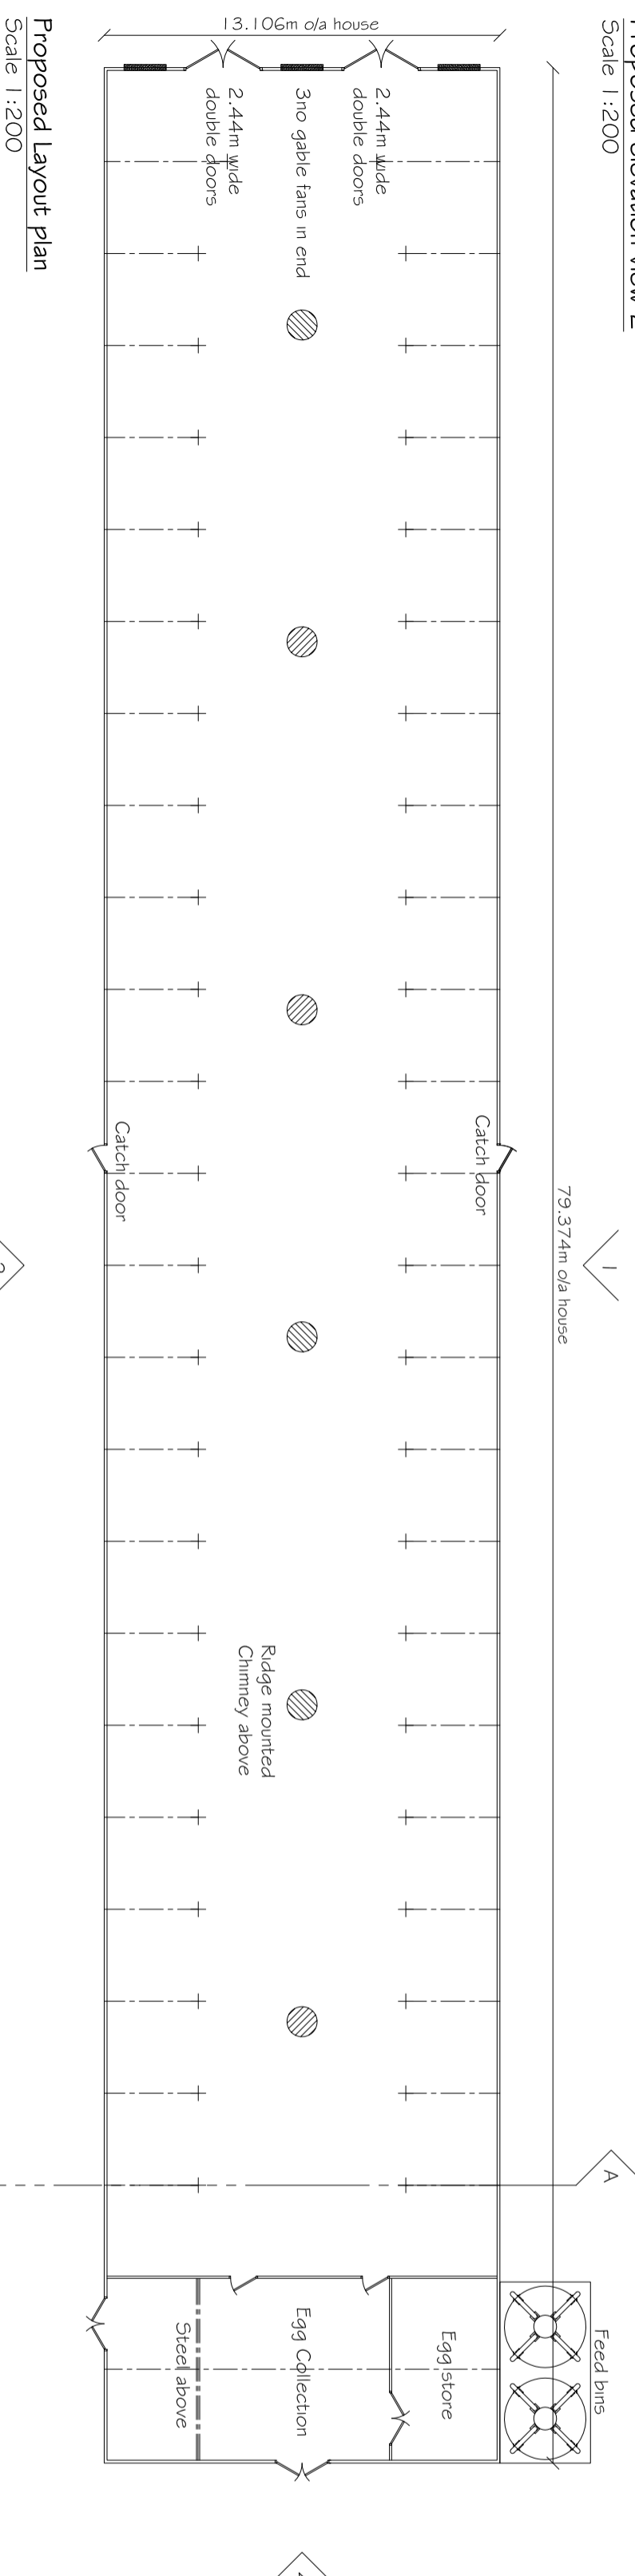 Scale 1:200
13.106m o/a house
2.44m wide
double doors
3no gable fans in end
2.44m wide
double doors
79.374m o/a house
1
Catch door
Catch door
Ridge mounted
Chimney above
A
Feed bins
Egg store
Egg Collection
Steel above
Proposed Layout plan
Scale 1:200